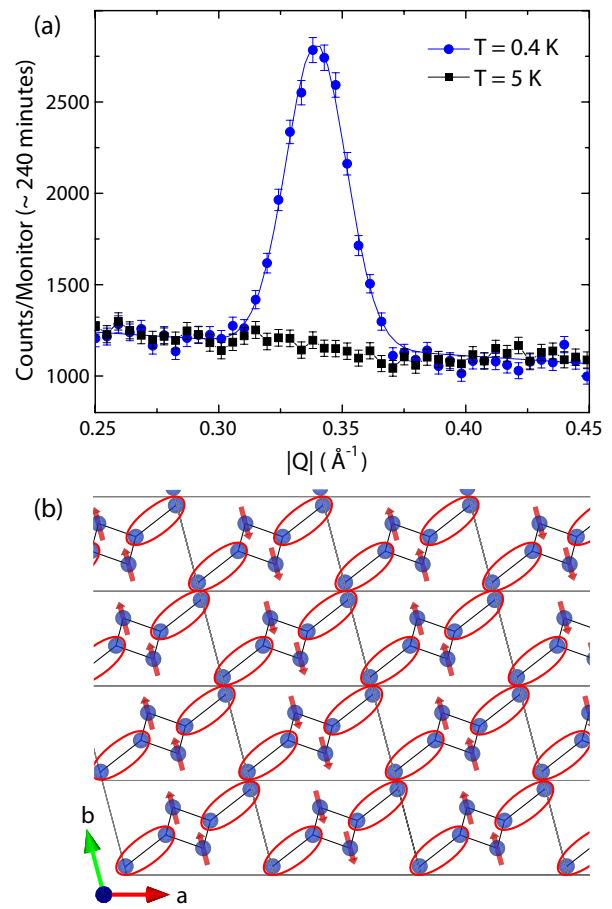 (a)
T = 0.4 K
T = 5 K
2500
2000
1500
1000
Counts/Monitor (~ 240 minutes)
0.25 0.30 0.35 0.40 0.45
|Q| ( Å⁻¹)
(b)
b
a